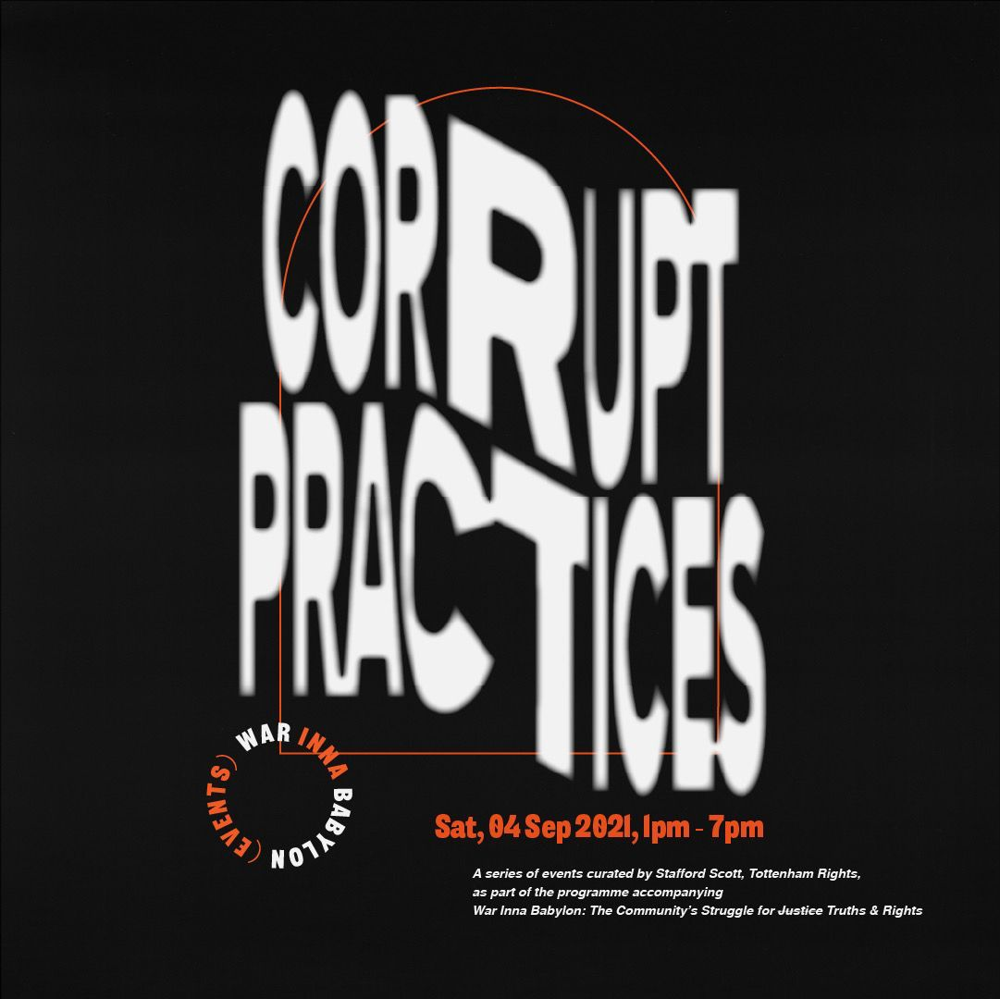 CORRUPT
PRACTICES
WAR INNA BABYLON (EVENTS)
Sat, 04 Sep 2021, 1pm - 7pm
A series of events curated by Stafford Scott, Tottenham Rights,
as part of the programme accompanying
War Inna Babylon: The Community’s Struggle for Justice Truths & Rights